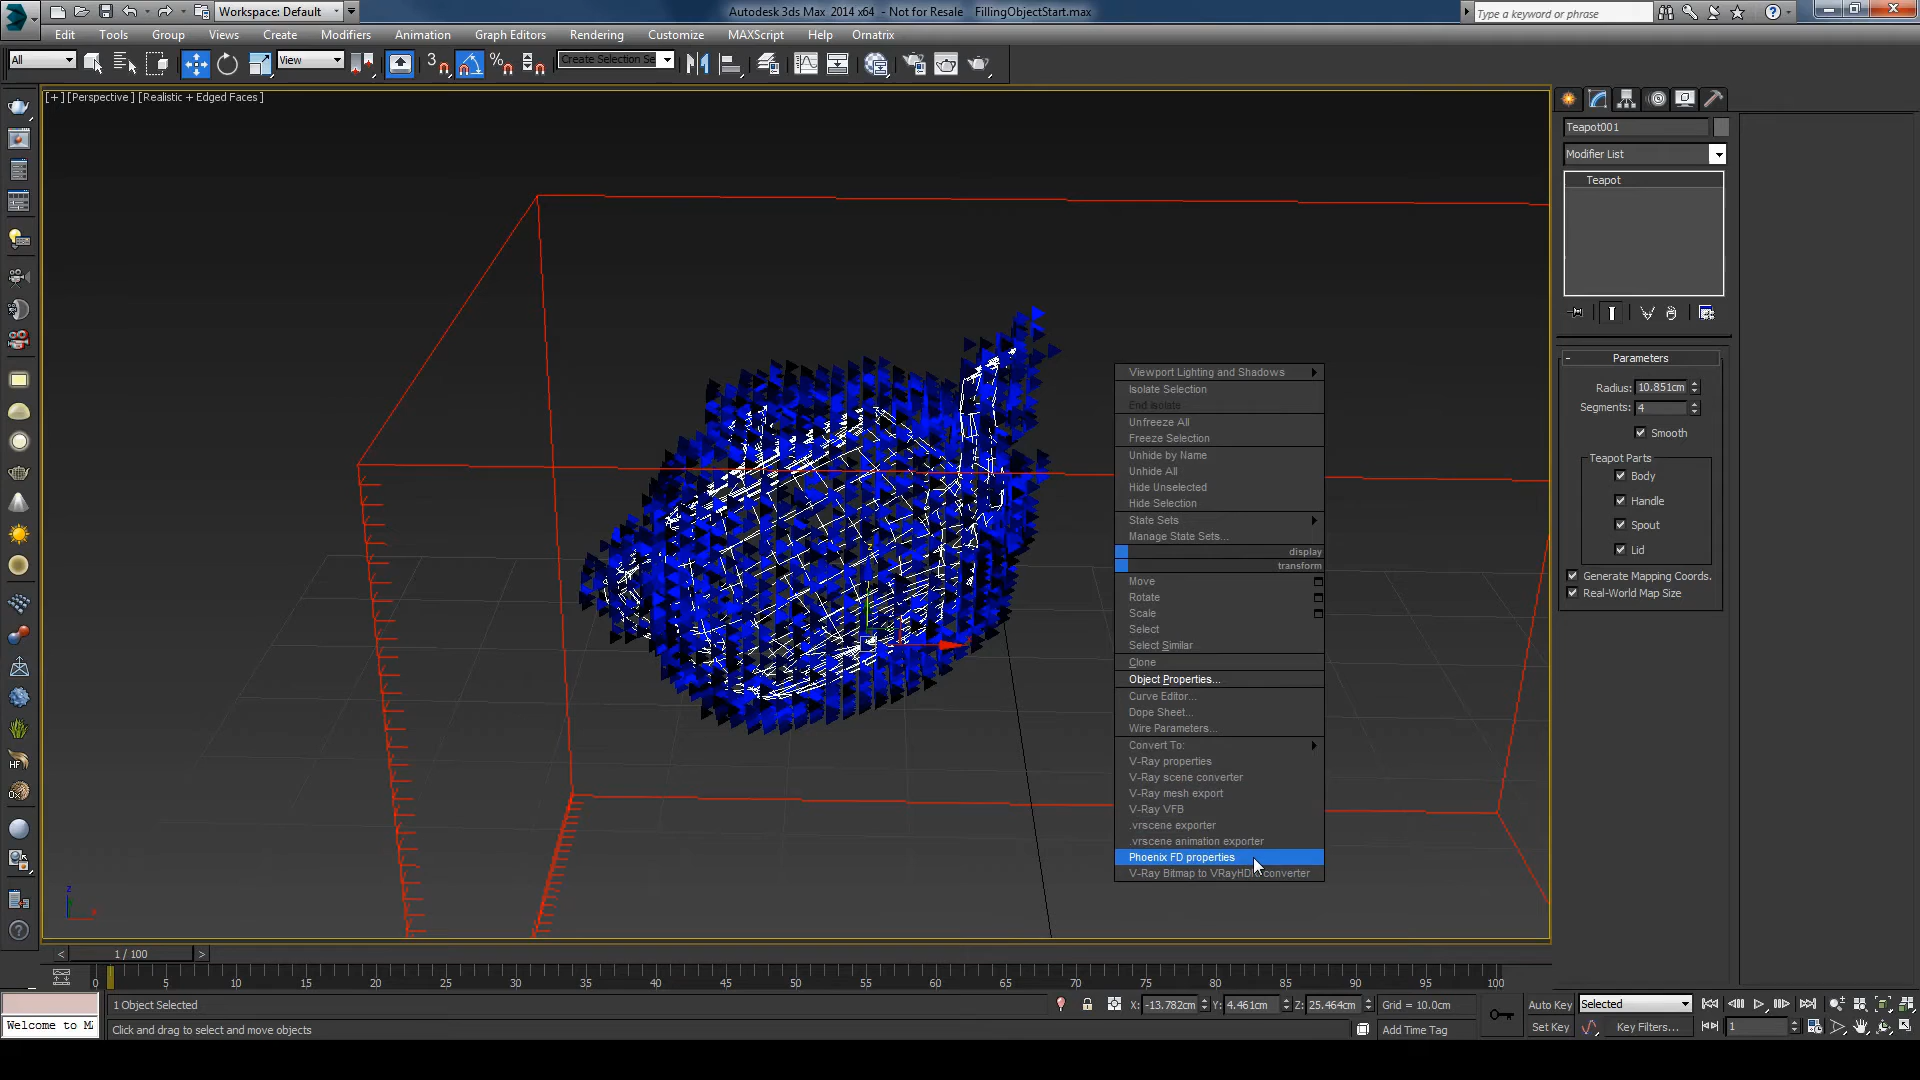 Workspace: Default
Autodesk 3ds Max 2014 x64 - Not for Resale FillingObjectStart.max
Type a keyword or phrase
Edit Tools Group Views Create Modifiers Animation Graph Editors Rendering Customize MAXScript Help Ornatrix
All
View
3
Create Selection Se
[+] [Perspective ] [Realistic + Edged Faces ]
Teapot001
Modifier List
Teapot
Parameters
Radius: 10.851cm
Segments: 4
Smooth
Teapot Parts
Body
Handle
Spout
Lid
Generate Mapping Coords.
Real-World Map Size
Viewport Lighting and Shadows
Isolate Selection
End Isolate
Unfreeze All
Freeze Selection
Unhide by Name
Unhide All
Hide Unselected
Hide Selection
State Sets
Manage State Sets...
display
transform
Move
Rotate
Scale
Select
Select Similar
Clone
Object Properties...
Curve Editor...
Dope Sheet...
Wire Parameters...
Convert To:
V-Ray properties
V-Ray scene converter
V-Ray mesh export
V-Ray VFB
.vrscene exporter
.vrscene animation exporter
Phoenix FD properties
V-Ray Bitmap to VRayHDRI converter
HF
z
x
< 1 / 100 >
0 5 10 15 20 25 30 35 40 45 50 55 60 65 70 75 80 85 90 95 100
1 Object Selected
X: -13.782cm Y: 4.461cm Z: 25.464cm Grid = 10.0cm
Auto Key Selected
Welcome to M
Click and drag to select and move objects
Add Time Tag
Set Key Key Filters... 1